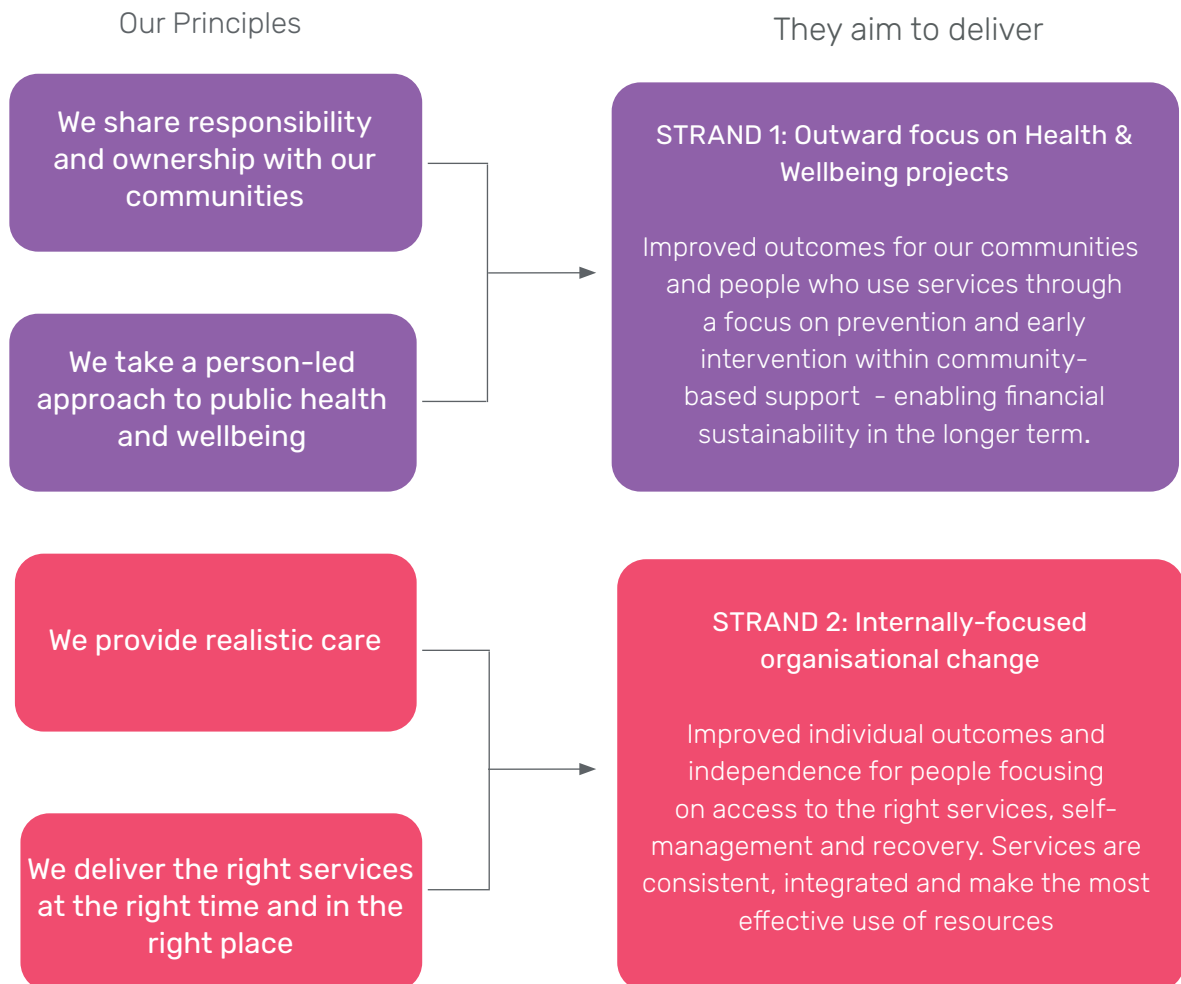 Our Principles
They aim to deliver
We share responsibility
and ownership with our
communities
We take a person-led
approach to public health
and wellbeing
STRAND 1: Outward focus on Health &
Wellbeing projects
Improved outcomes for our communities
and people who use services through
a focus on prevention and early
intervention within community-
based support - enabling financial
sustainability in the longer term.
We provide realistic care
We deliver the right services
at the right time and in the
right place
STRAND 2: Internally-focused
organisational change
Improved individual outcomes and
independence for people focusing
on access to the right services, self-
management and recovery. Services are
consistent, integrated and make the most
effective use of resources